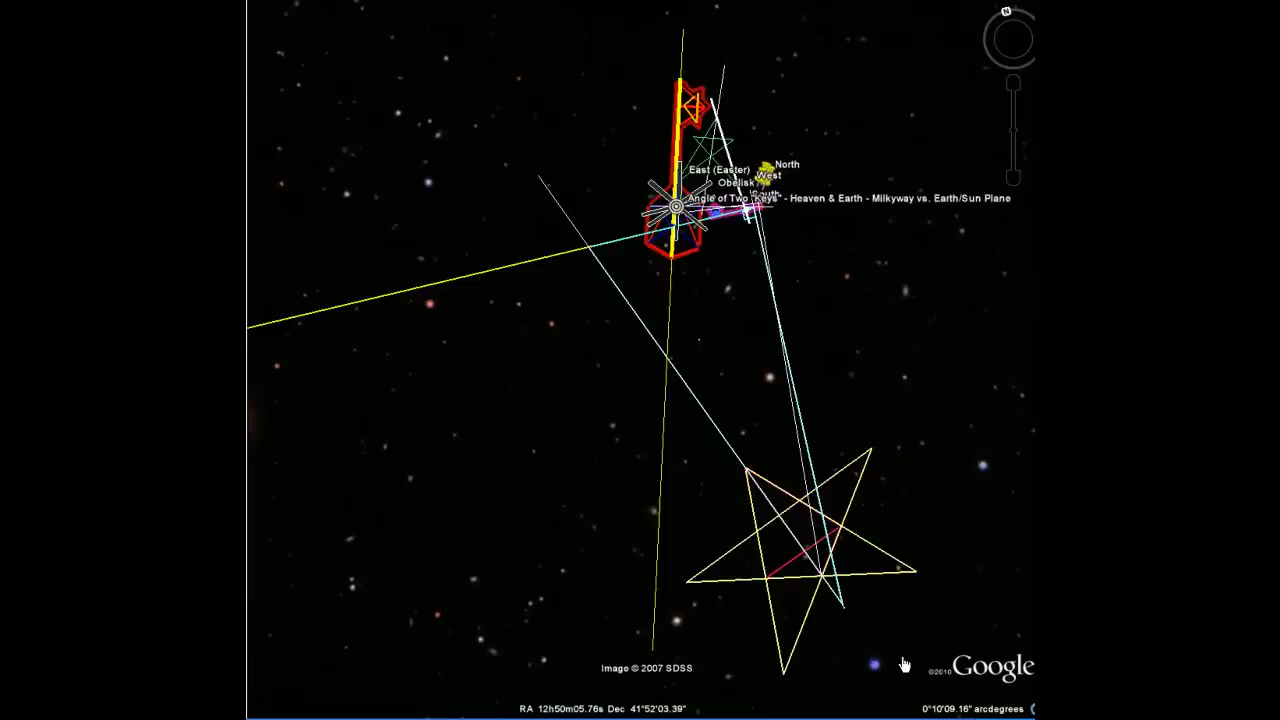 N
North
East (Easter)
West
Obelisk
South
Angle of Two "Keys" - Heaven & Earth - Milkyway vs. Earth/Sun Plane
Image © 2007 SDSS
©2010 Google
RA 12h50m05.76s Dec 41°52'03.39"
0°10'09.16" arcdegrees